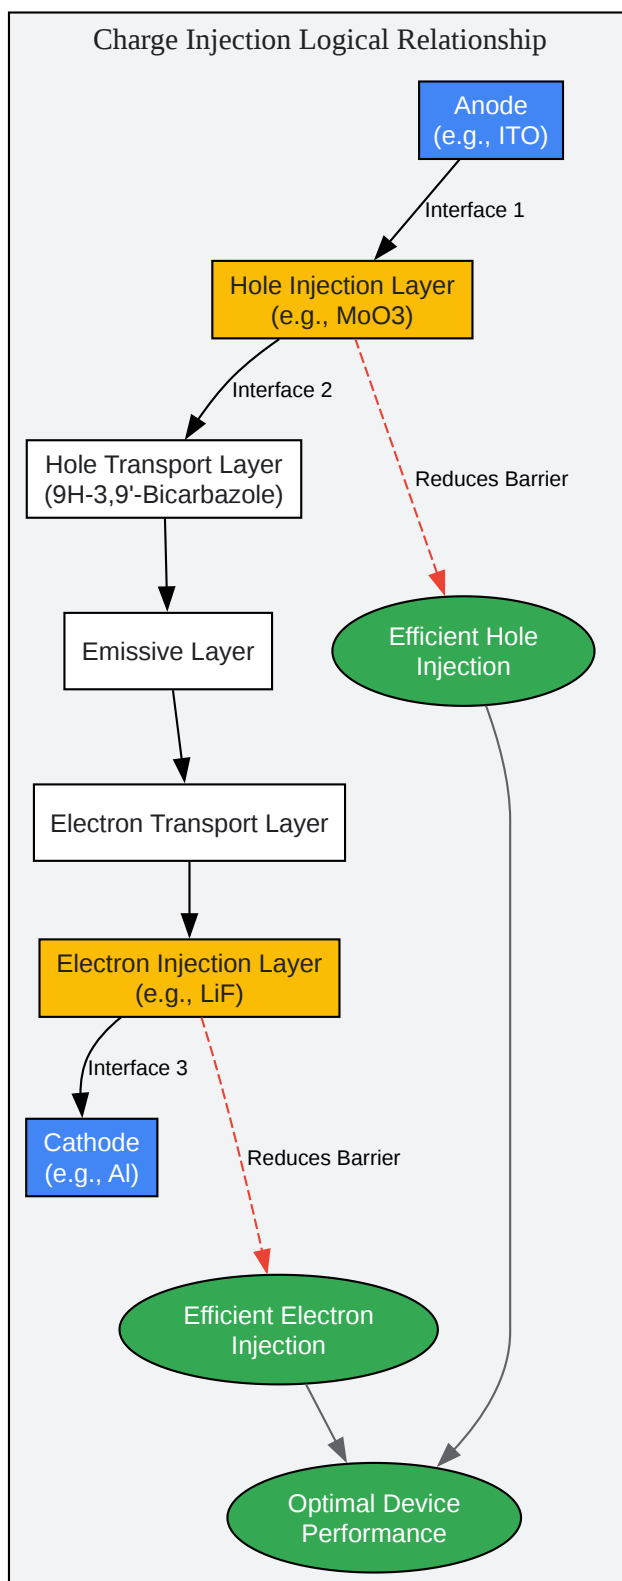 Charge Injection Logical Relationship
Anode
(e.g., ITO)
Interface 1
Hole Injection Layer
(e.g., MoO3)
Interface 2
Hole Transport Layer
(9H-3,9'-Bicarbazole)
Reduces Barrier
Emissive Layer
Efficient Hole
Injection
Electron Transport Layer
Electron Injection Layer
(e.g., LiF)
Interface 3
Cathode
(e.g., Al)
Reduces Barrier
Efficient Electron
Injection
Optimal Device
Performance